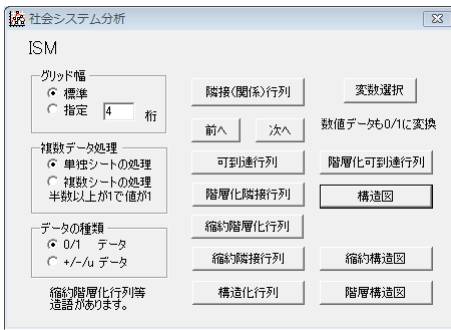 社会システム分析
ISM
グリッド幅
標準
指定 4 桁
複数データ処理
単独シートの処理
複数シートの処理
半数以上が1で値が1
データの種類
0/1 データ
+/-/u データ
縮約階層化行列等
造語があります。
隣接(関係)行列
変数選択
前へ 次へ
数値データも0/1に変換
可到達行列
階層化可到達行列
階層化隣接行列
構造図
縮約階層化行列
縮約隣接行列
縮約構造図
構造化行列
階層構造図